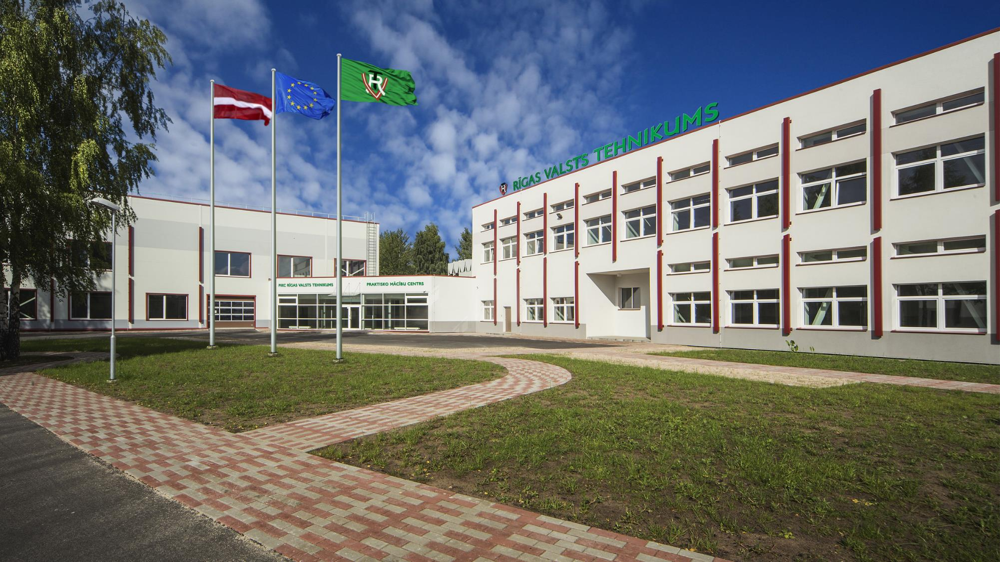 RĪGAS VALSTS TEHNIKUMS
PIKC RĪGAS VALSTS TEHNIKUMS
PRAKTISKO MĀCĪBU CENTRS